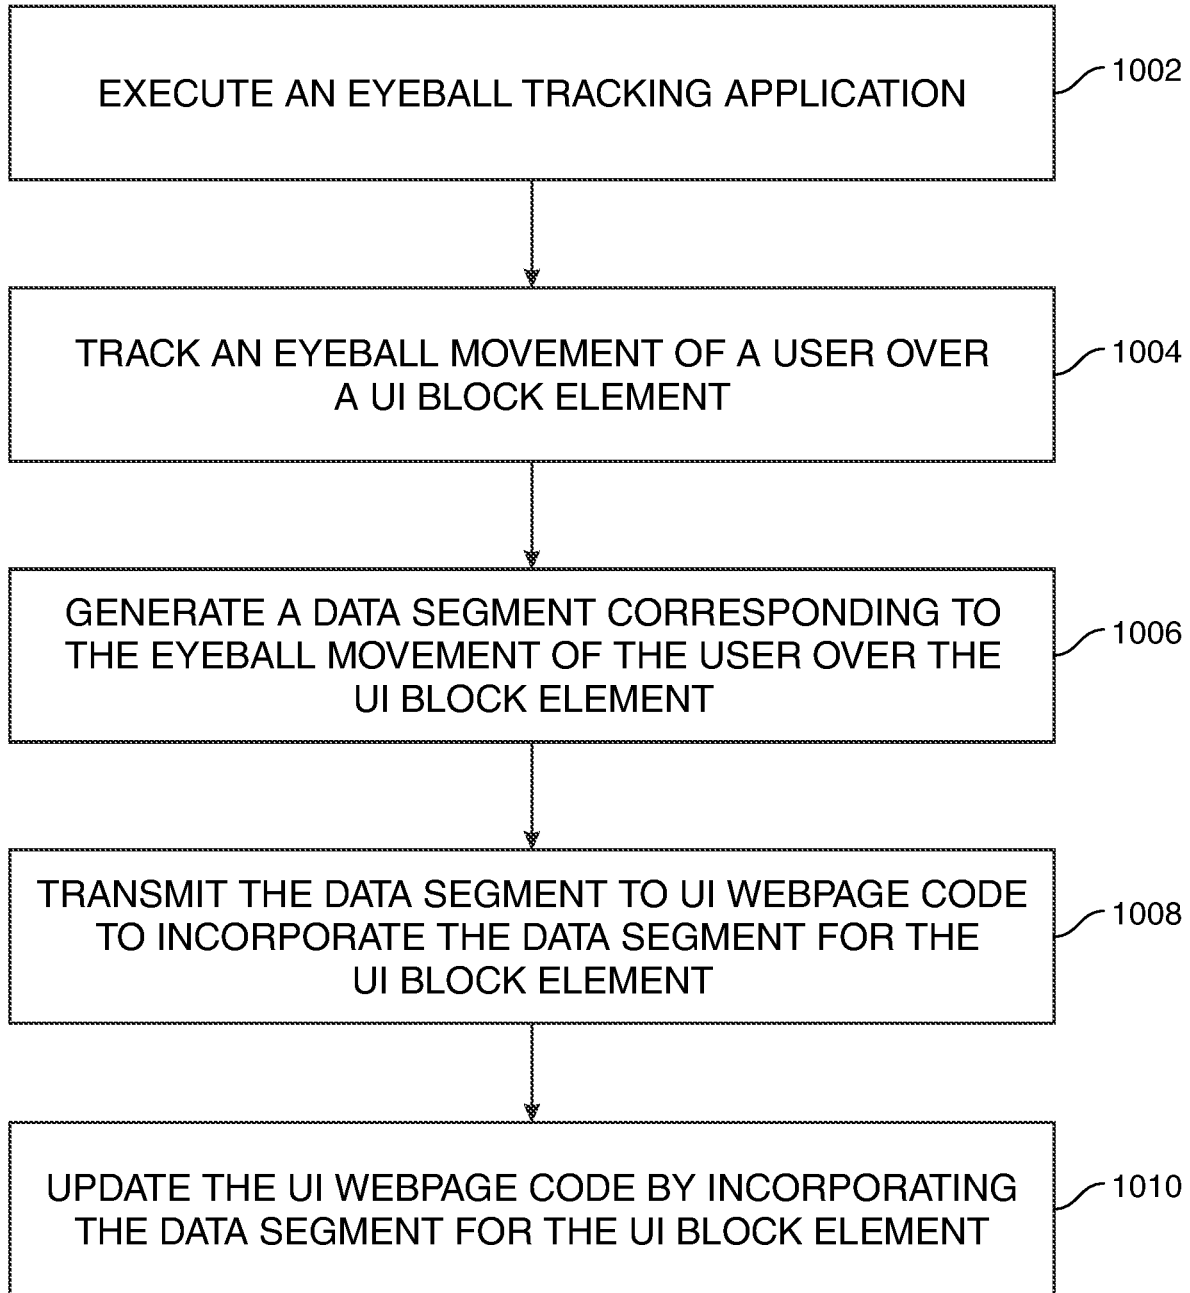 EXECUTE AN EYEBALL TRACKING APPLICATION
1002
TRACK AN EYEBALL MOVEMENT OF A USER OVER
A UI BLOCK ELEMENT
1004
GENERATE A DATA SEGMENT CORRESPONDING TO
THE EYEBALL MOVEMENT OF THE USER OVER THE
UI BLOCK ELEMENT
1006
TRANSMIT THE DATA SEGMENT TO UI WEBPAGE CODE
TO INCORPORATE THE DATA SEGMENT FOR THE
UI BLOCK ELEMENT
1008
UPDATE THE UI WEBPAGE CODE BY INCORPORATING
THE DATA SEGMENT FOR THE UI BLOCK ELEMENT
1010